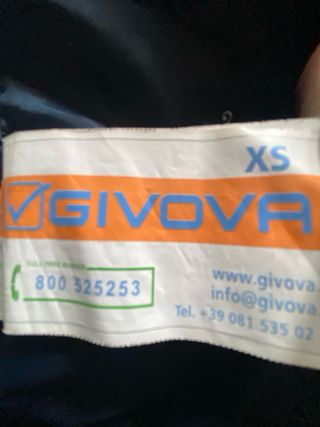 XS
GIVOVA
TOLL FREE NUMBER
800 525253
www.givova.
info@givova.
Tel. +39 081 535 02